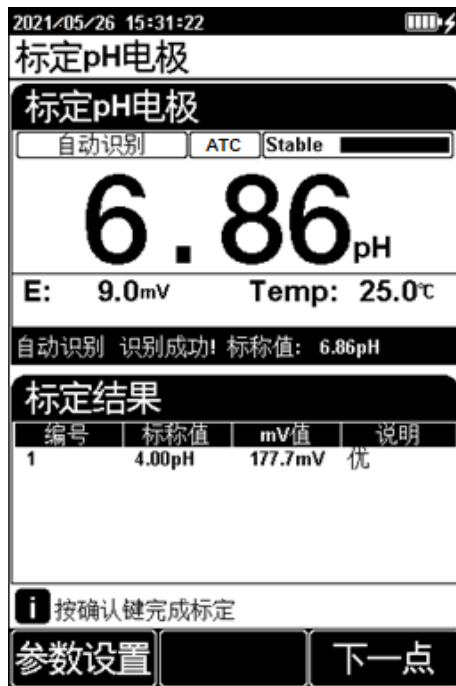 2021/05/26 15:31:22
标定pH电极
标定pH电极
自动识别 ATC Stable
6.86pH
E: 9.0mV Temp: 25.0℃
自动识别 识别成功! 标称值: 6.86pH
标定结果
编号 标称值 mV值 说明
1 4.00pH 177.7mV 优
i 按确认键完成标定
参数设置 下一点